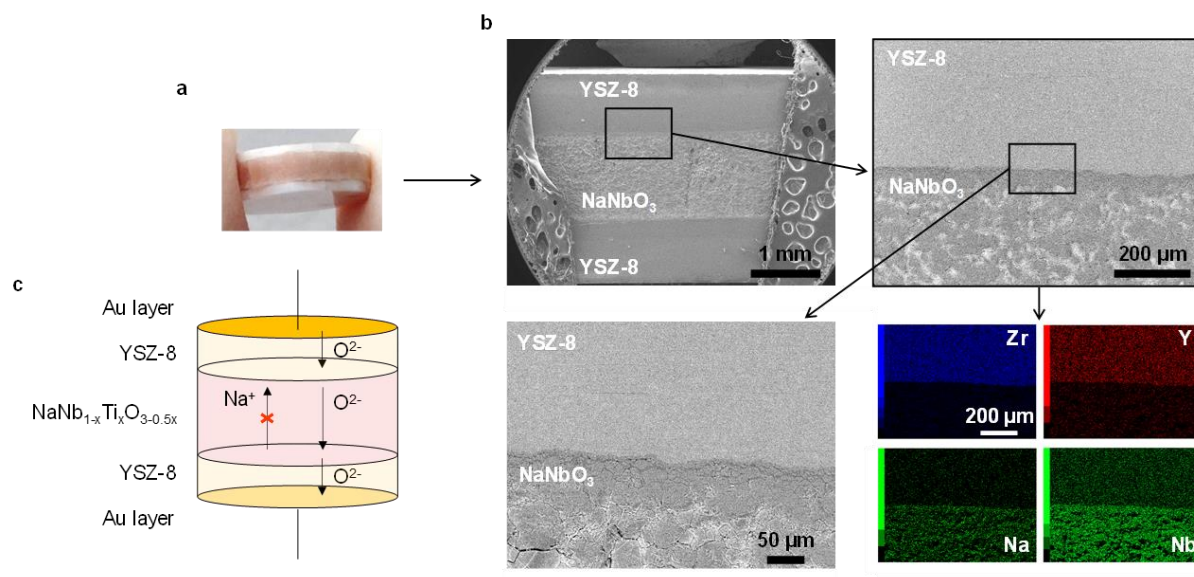 a
b
YSZ-8
NaNbO₃
YSZ-8
1 mm
YSZ-8
NaNbO₃
200 µm
c
Au layer
YSZ-8
NaNb₁₋ₓTiₓO₃₋₀.₅ₓ
YSZ-8
Au layer
O²⁻
Na⁺
O²⁻
O²⁻
YSZ-8
NaNbO₃
50 µm
Zr
200 µm
Y
Na
Nb